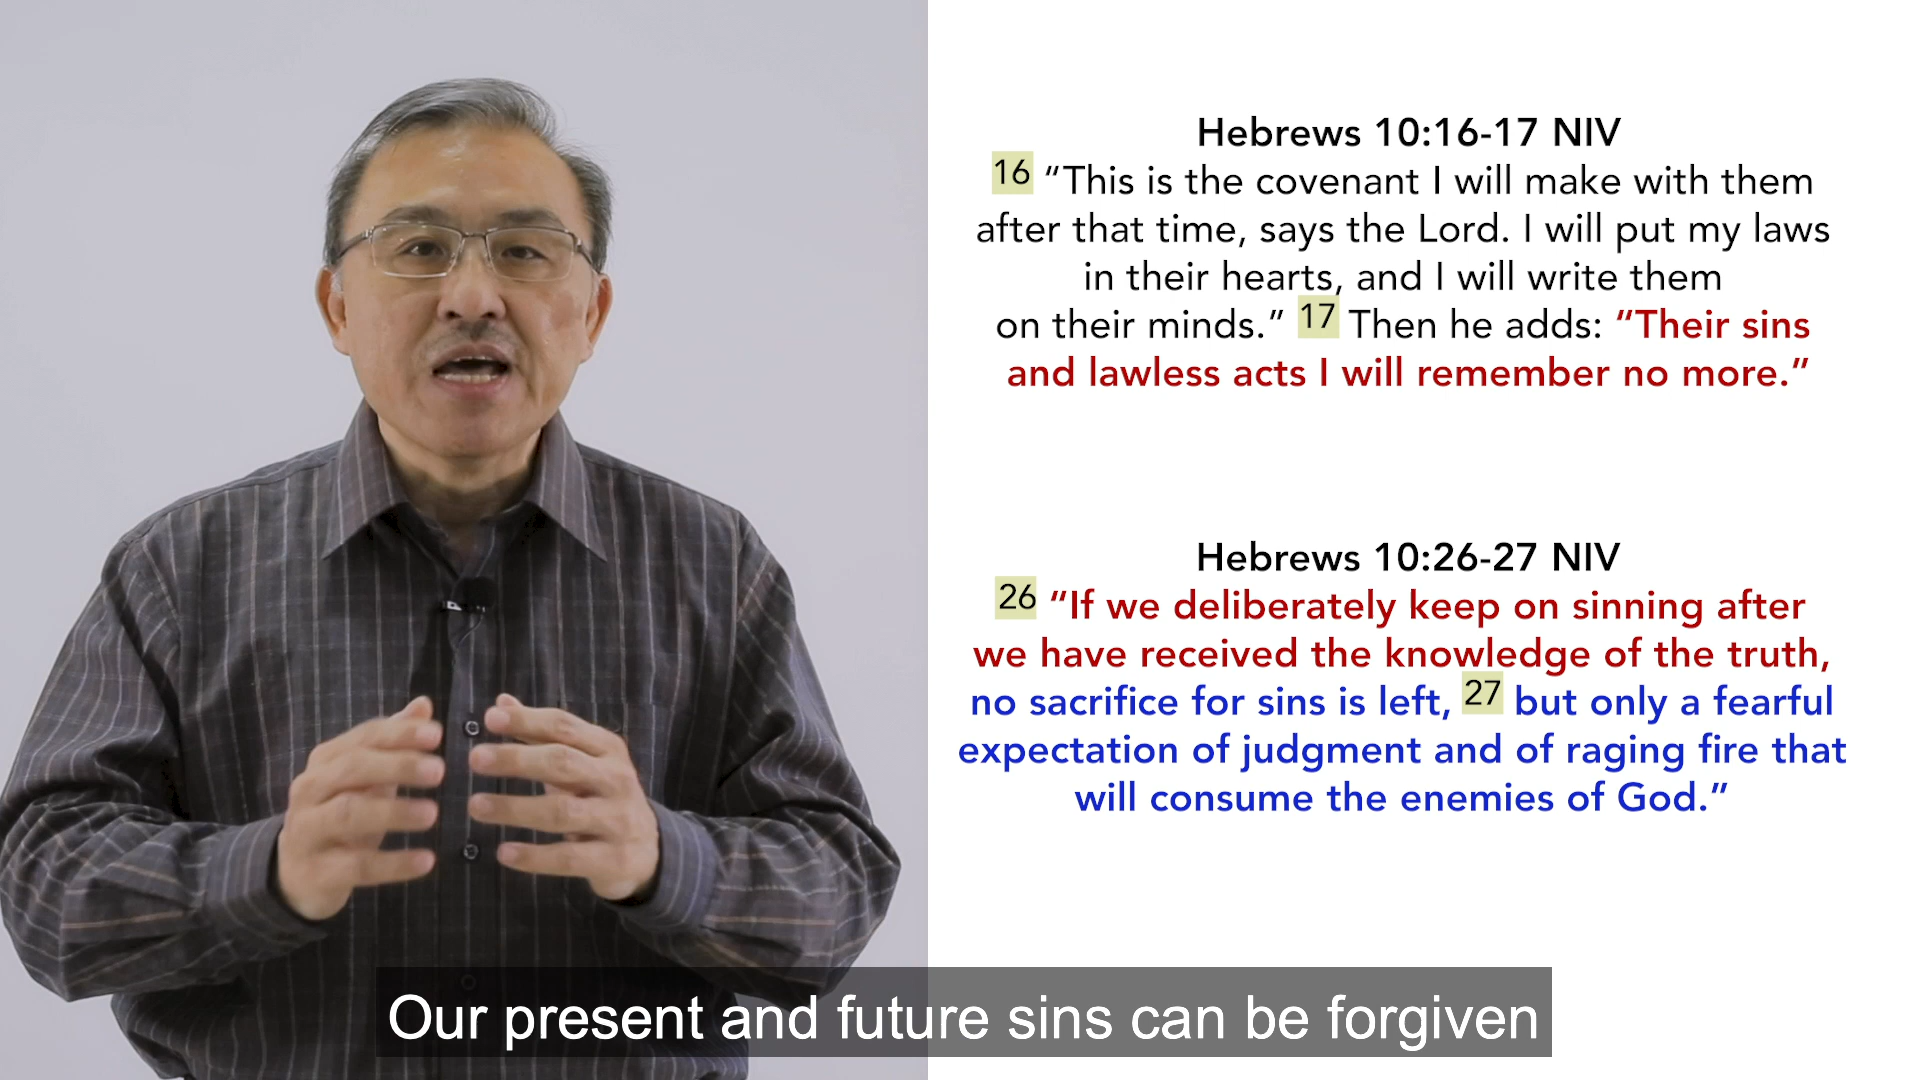 Hebrews 10:16-17 NIV
16 “This is the covenant I will make with them
after that time, says the Lord. I will put my laws
in their hearts, and I will write them
on their minds.” 17 Then he adds: “Their sins
and lawless acts I will remember no more.”
Hebrews 10:26-27 NIV
26 “If we deliberately keep on sinning after
we have received the knowledge of the truth,
no sacrifice for sins is left, 27 but only a fearful
expectation of judgment and of raging fire that
will consume the enemies of God.”
Our present and future sins can be forgiven